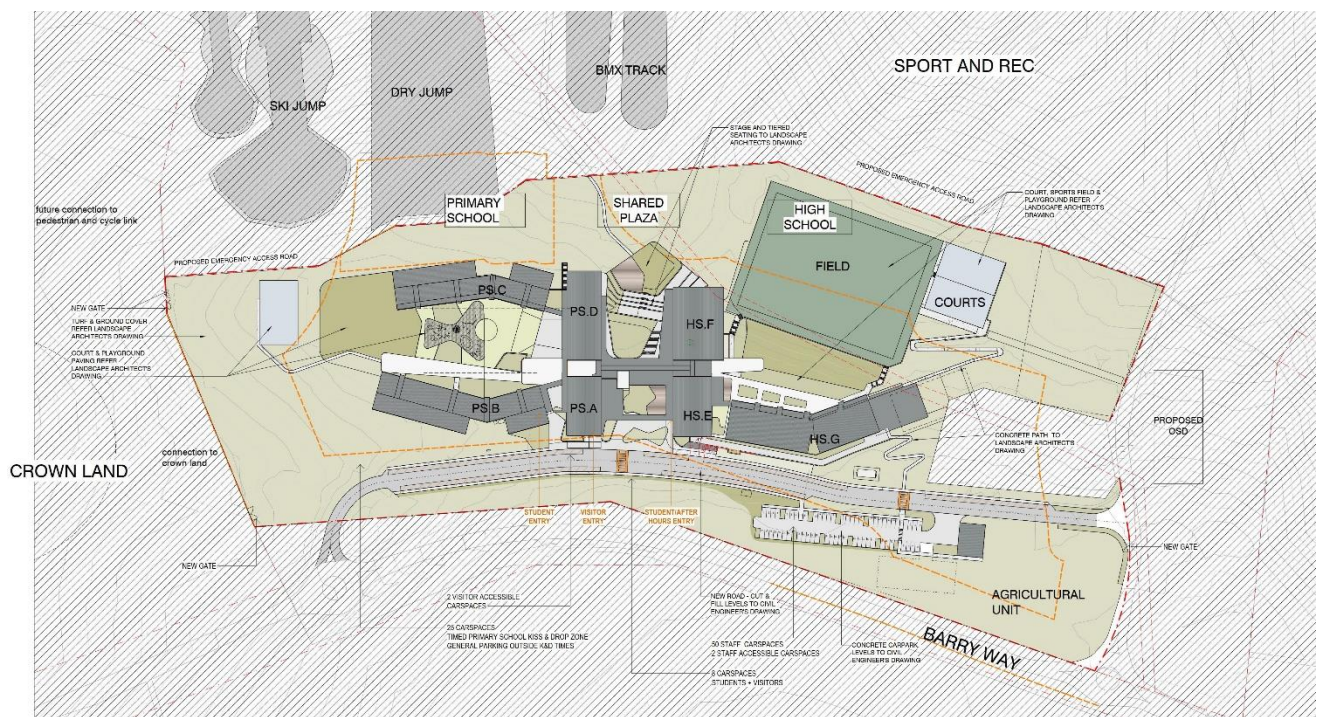 SPORT AND REC
BMX TRACK
DRY JUMP
SKI JUMP
STAGE AND TIERED
SEATING TO LANDSCAPE
ARCHITECTS DRAWING
PROPOSED EMERGENCY ACCESS ROAD
COURT, SPORTS FIELD &
PLAYGROUND REFER
LANDSCAPE ARCHITECTS
DRAWING
future connection to
pedestrian and cycle link
PRIMARY
SCHOOL
SHARED
PLAZA
HIGH
SCHOOL
PROPOSED EMERGENCY ACCESS ROAD
FIELD
COURTS
PS.C
PS.D
HS.F
NEW GATE
TURF & GROUND COVER
REFER LANDSCAPE
ARCHITECTS DRAWING
COURT & PLAYGROUND
PAVING REFER
LANDSCAPE ARCHITECTS
DRAWING
PS.B
PS.A
HS.E
HS.G
PROPOSED
OSD
CONCRETE PATH TO
LANDSCAPE ARCHITECTS
DRAWING
CROWN LAND
connection to
crown land
STUDENT
ENTRY
VISITOR
ENTRY
STUDENT/AFTER
HOURS ENTRY
NEW GATE
NEW GATE
2 VISITOR ACCESSIBLE
CARSPACES
25 CARSPACES
TIMED PRIMARY SCHOOL KISS & DROP ZONE
GENERAL PARKING OUTSIDE K&D TIMES
NEW ROAD - CUT &
FILL LEVELS TO CIVIL
ENGINEER'S DRAWING
AGRICULTURAL
UNIT
BARRY WAY
50 STAFF CARSPACES
2 STAFF ACCESSIBLE CARSPACES
CONCRETE CARPARK
LEVELS TO CIVIL
ENGINEER'S DRAWING
8 CARSPACES
STUDENTS + VISITORS